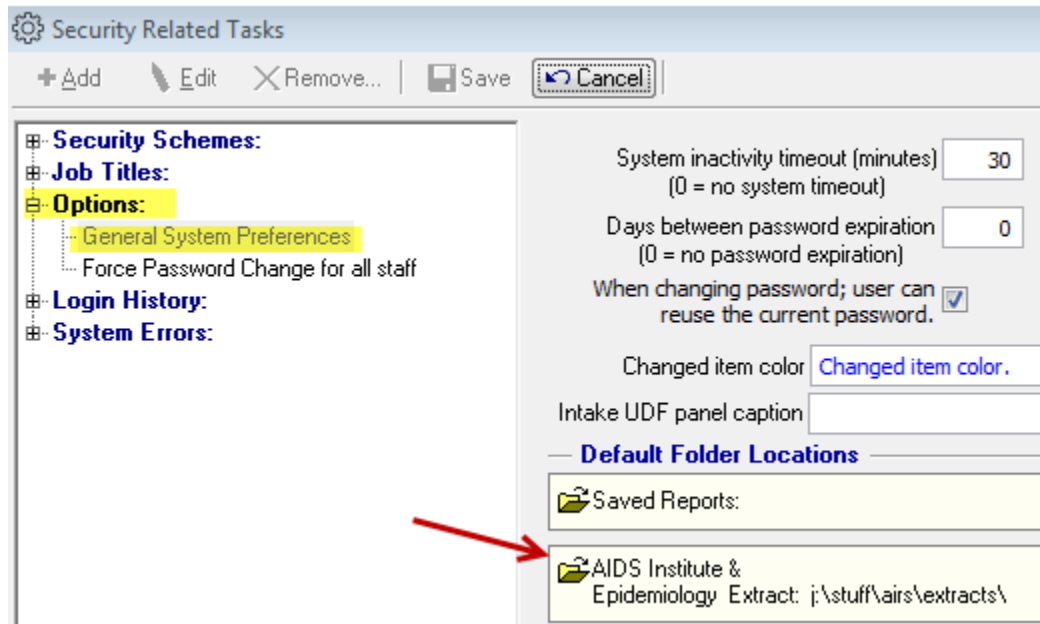 Security Related Tasks
Add Edit Remove... Save Cancel
Security Schemes:
Job Titles:
Options:
General System Preferences
Force Password Change for all staff
Login History:
System Errors:
System inactivity timeout (minutes) 30
(0 = no system timeout)
Days between password expiration 0
(0 = no password expiration)
When changing password; user can
reuse the current password.
Changed item color Changed item color.
Intake UDF panel caption
Default Folder Locations
Saved Reports:
AIDS Institute &
Epidemiology Extract: j:\stuff\airs\extracts\